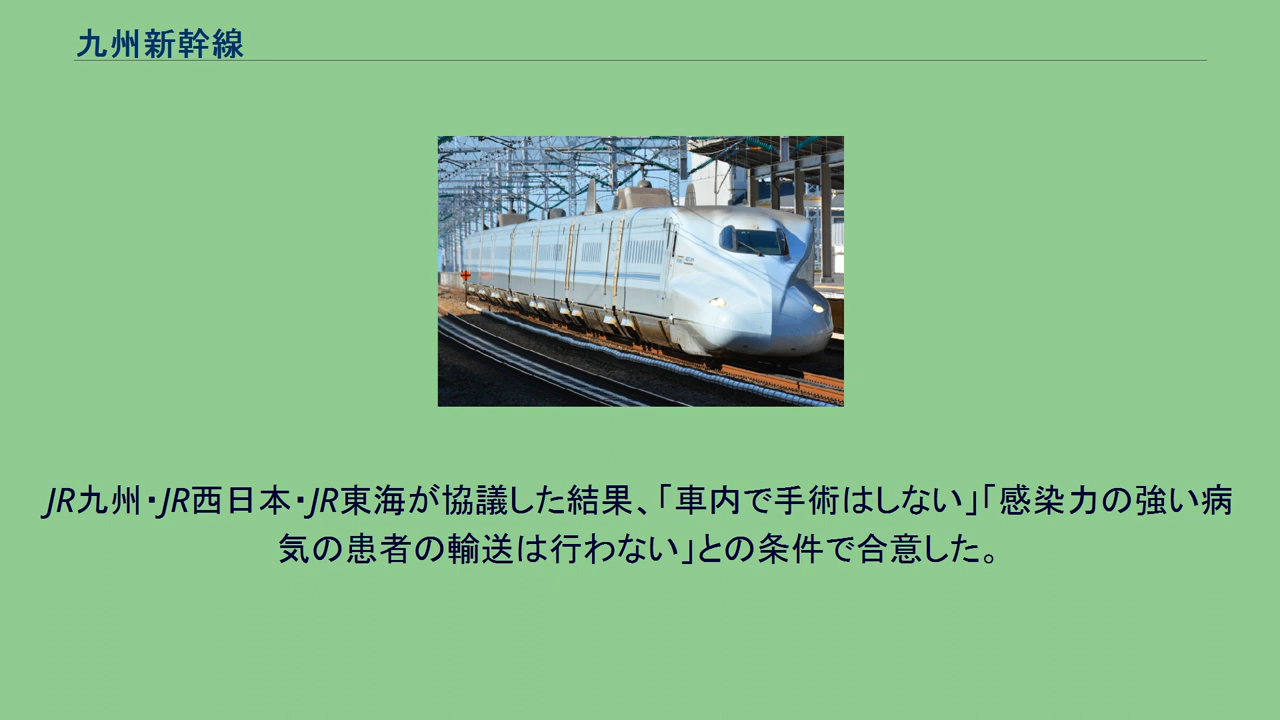 九州新幹線
JR九州・JR西日本・JR東海が協議した結果、「車内で手術はしない」「感染力の強い病
気の患者の輸送は行わない」との条件で合意した。